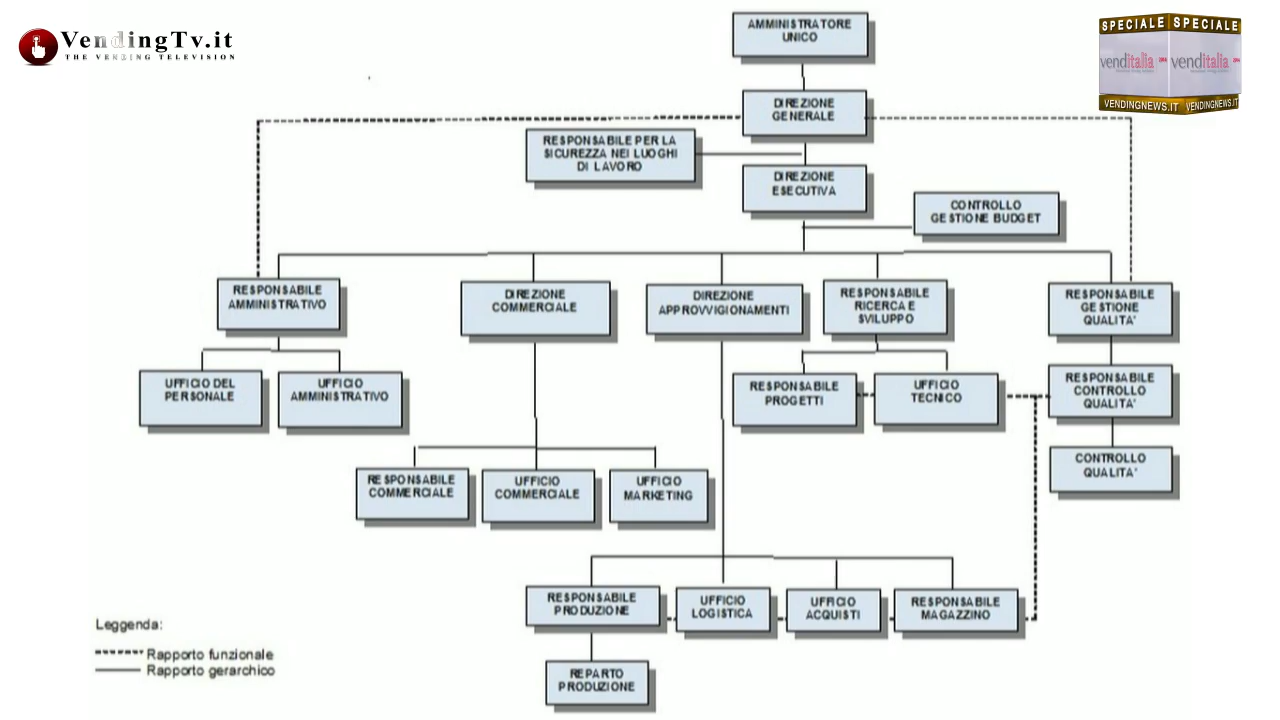 VendingTv.it
THE VENDING TELEVISION
SPECIALE SPECIALE
venditalia venditalia
VENDINGNEWS.IT VENDINGNEWS.IT
AMMINISTRATORE
UNICO
DIREZIONE
GENERALE
RESPONSABILE PER LA
SICUREZZA NEI LUOGHI
DI LAVORO
DIREZIONE
ESECUTIVA
CONTROLLO
GESTIONE BUDGET
RESPONSABILE
AMMINISTRATIVO
DIREZIONE
COMMERCIALE
DIREZIONE
APPROVVIGIONAMENTI
RESPONSABILE
RICERCA E
SVILUPPO
RESPONSABILE
GESTIONE
QUALITA'
UFFICIO DEL
PERSONALE
UFFICIO
AMMINISTRATIVO
RESPONSABILE
PROGETTI
UFFICIO
TECNICO
RESPONSABILE
CONTROLLO
QUALITA'
RESPONSABILE
COMMERCIALE
UFFICIO
COMMERCIALE
UFFICIO
MARKETING
CONTROLLO
QUALITA'
RESPONSABILE
PRODUZIONE
UFFICIO
LOGISTICA
UFFICIO
ACQUISTI
RESPONSABILE
MAGAZZINO
REPARTO
PRODUZIONE
Leggenda:
Rapporto funzionale
Rapporto gerarchico